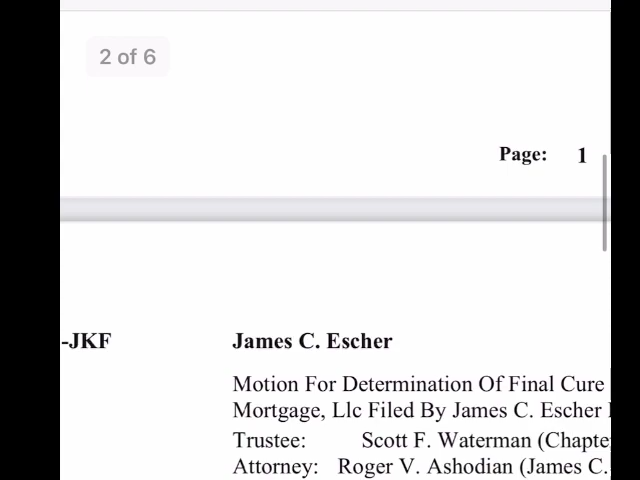 2 of 6
Page: 1
-JKF James C. Escher
Motion For Determination Of Final Cure
Mortgage, Llc Filed By James C. Escher
Trustee: Scott F. Waterman (Chapte
Attorney: Roger V. Ashodian (James C.